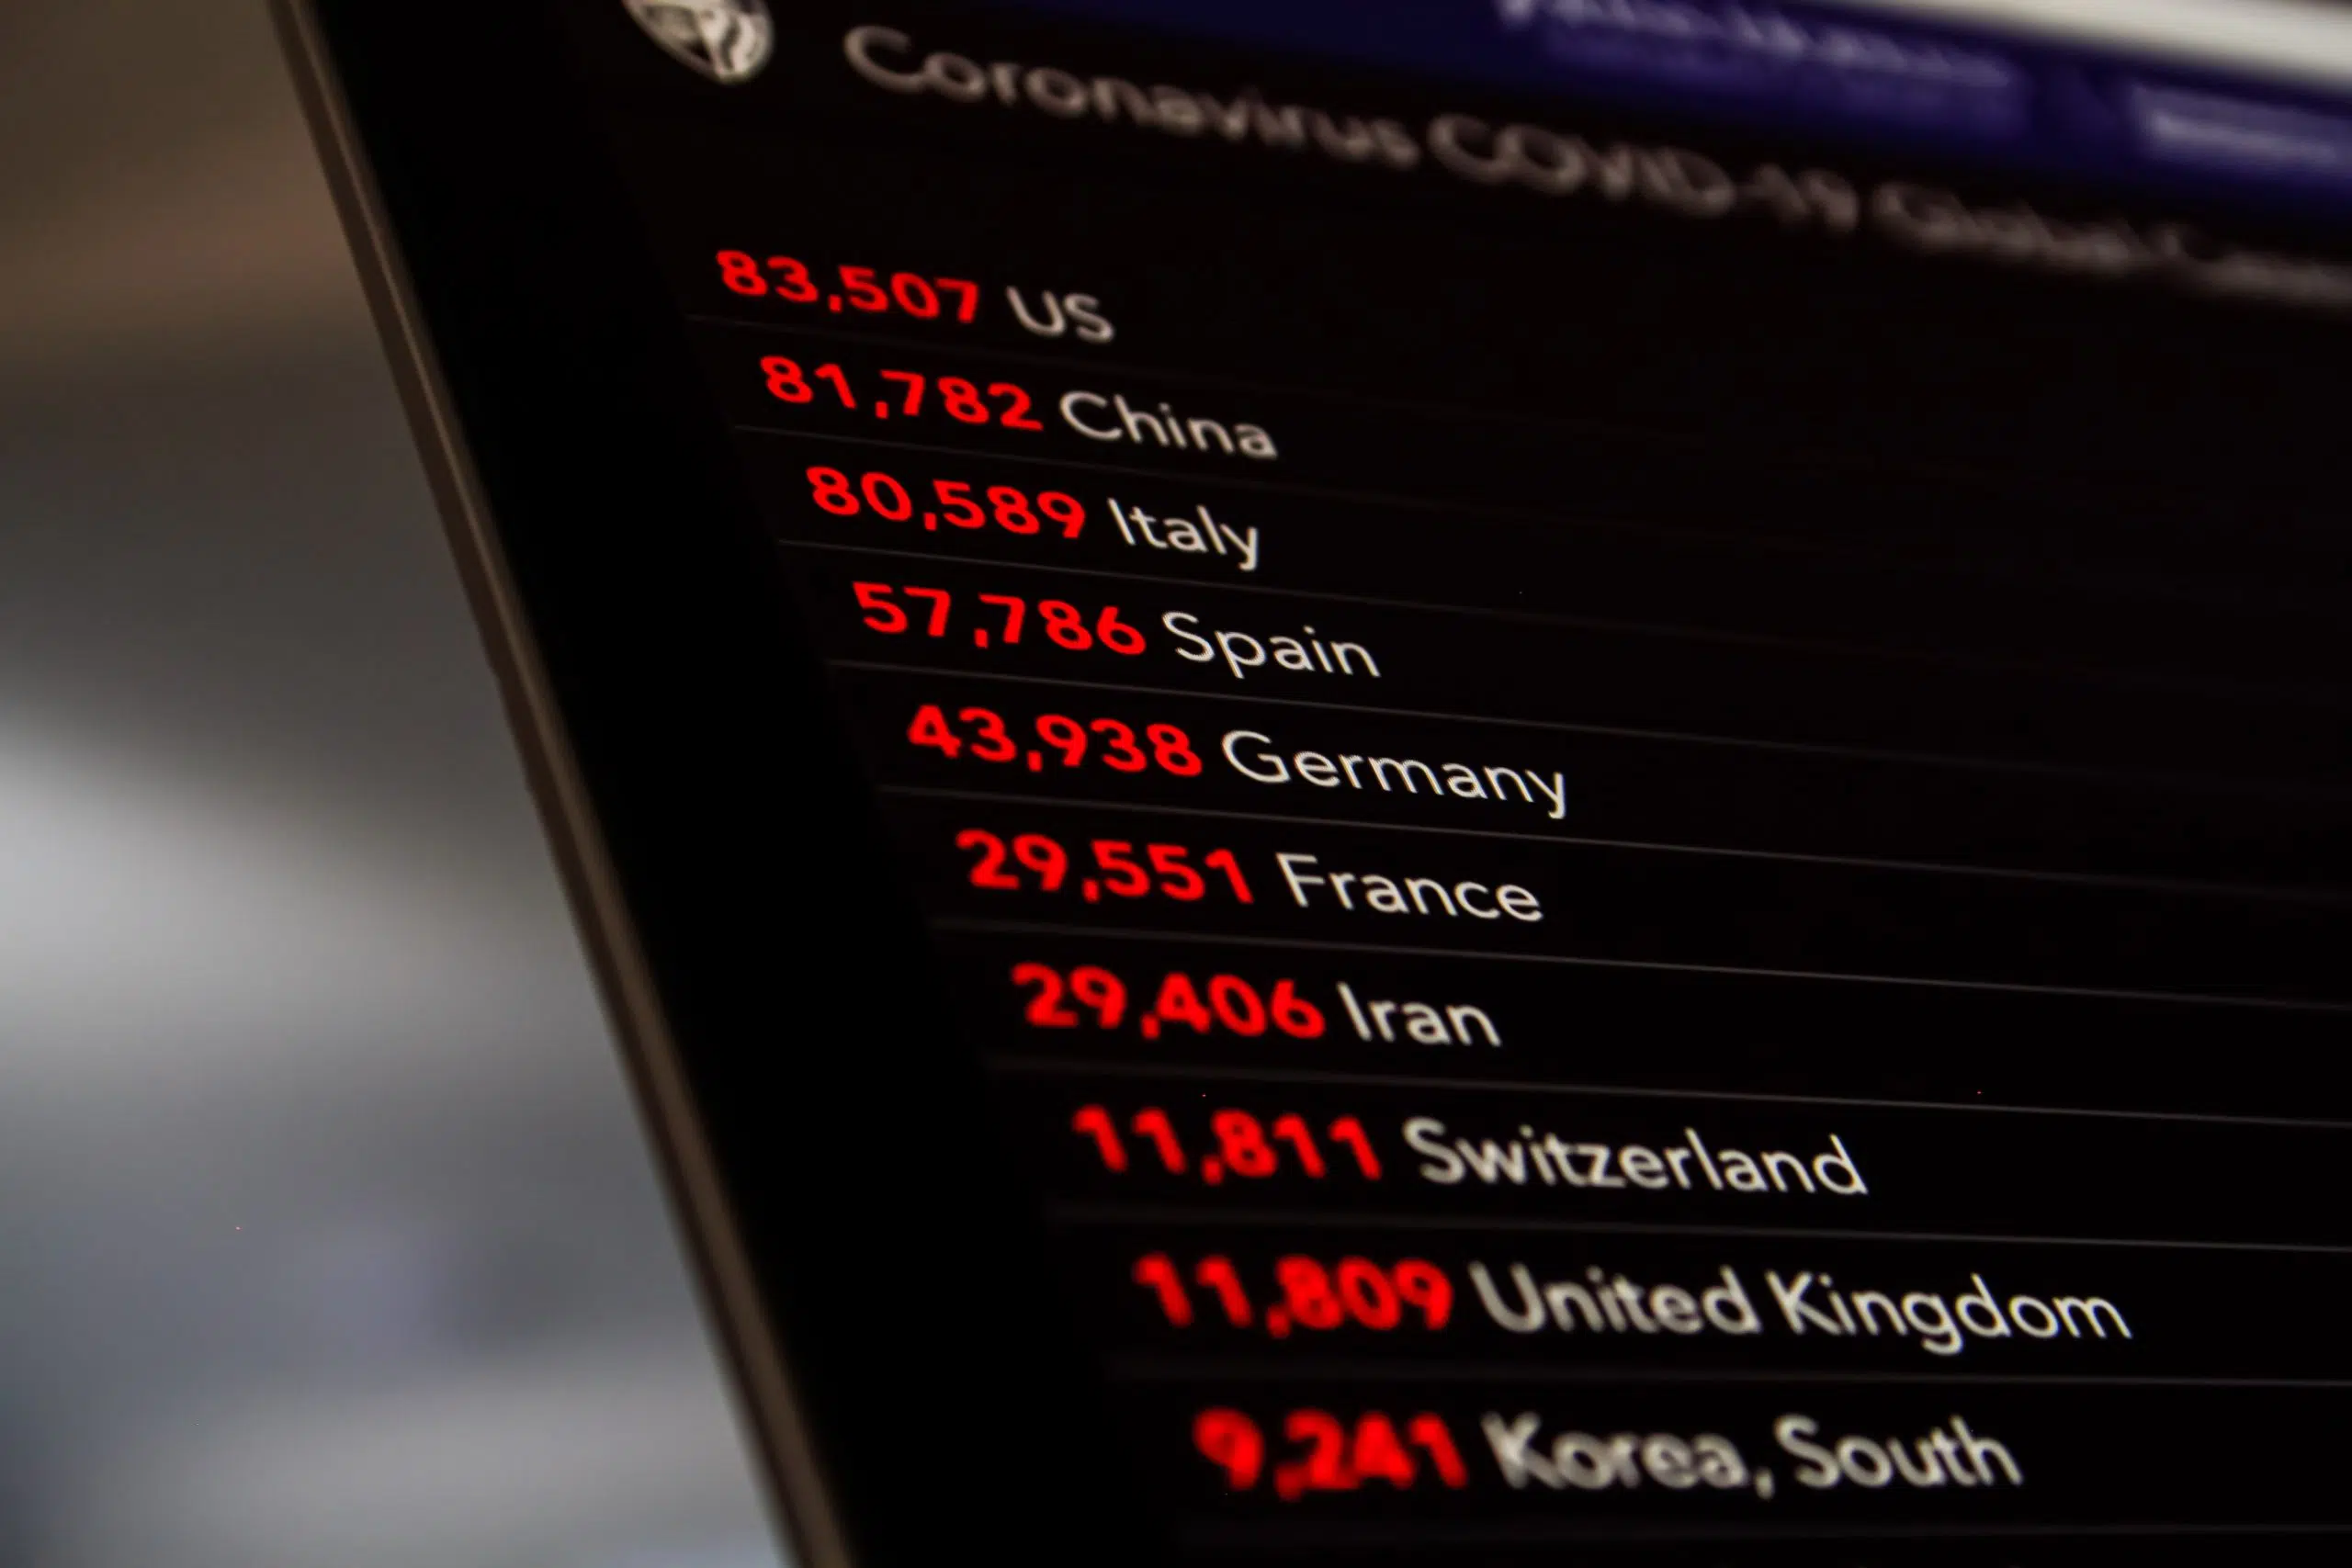 Coronavirus COVID-19 Global
83,507 US
81,782 China
80,589 Italy
57,786 Spain
43,938 Germany
29,551 France
29,406 Iran
11,811 Switzerland
11,809 United Kingdom
9,241 Korea, South